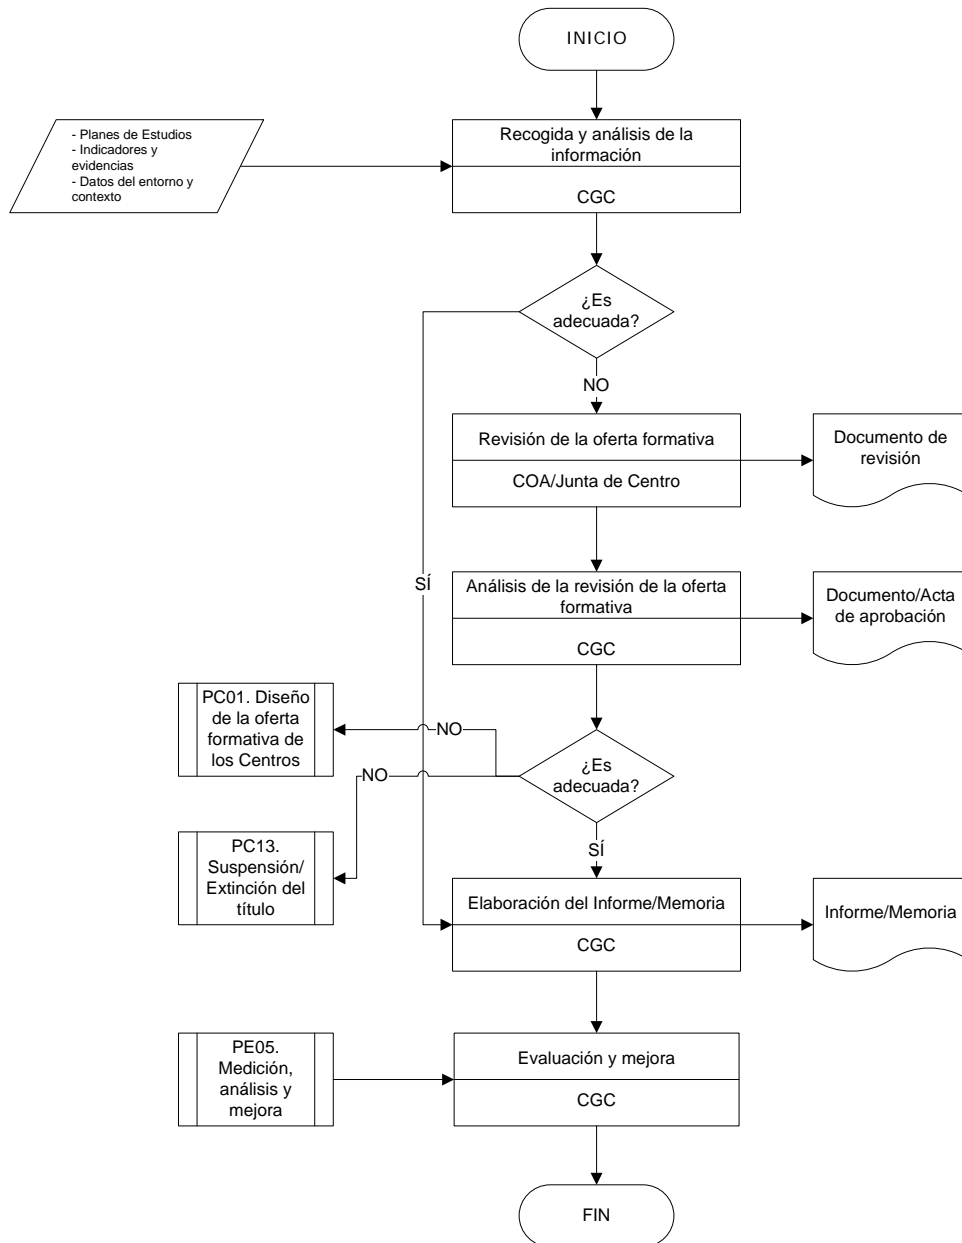 INICIO
- Planes de Estudios
- Indicadores y
evidencias
- Datos del entorno y
contexto
Recogida y análisis de la
información
CGC
¿Es
adecuada?
NO
Revisión de la oferta formativa
COA/Junta de Centro
Documento de
revisión
SÍ
Análisis de la revisión de la oferta
formativa
CGC
Documento/Acta
de aprobación
PC01. Diseño
de la oferta
formativa de
los Centros
NO
¿Es
adecuada?
NO
SÍ
PC13.
Suspensión/
Extinción del
título
Elaboración del Informe/Memoria
CGC
Informe/Memoria
PE05.
Medición,
análisis y
mejora
Evaluación y mejora
CGC
FIN